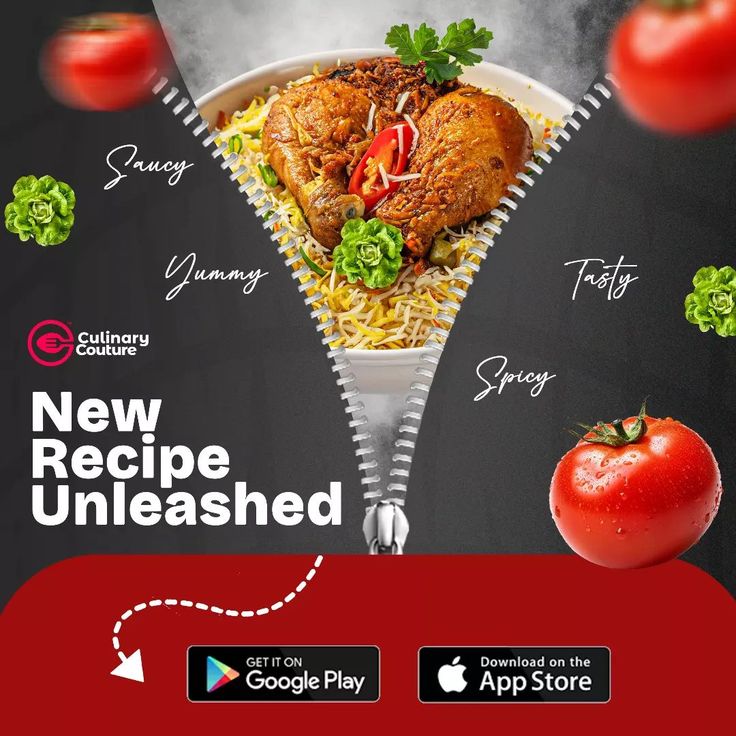 Saucy
Yummy
Tasty
Spicy
Culinary
Couture
New
Recipe
Unleashed
GET IT ON
Google Play
Download on the
App Store